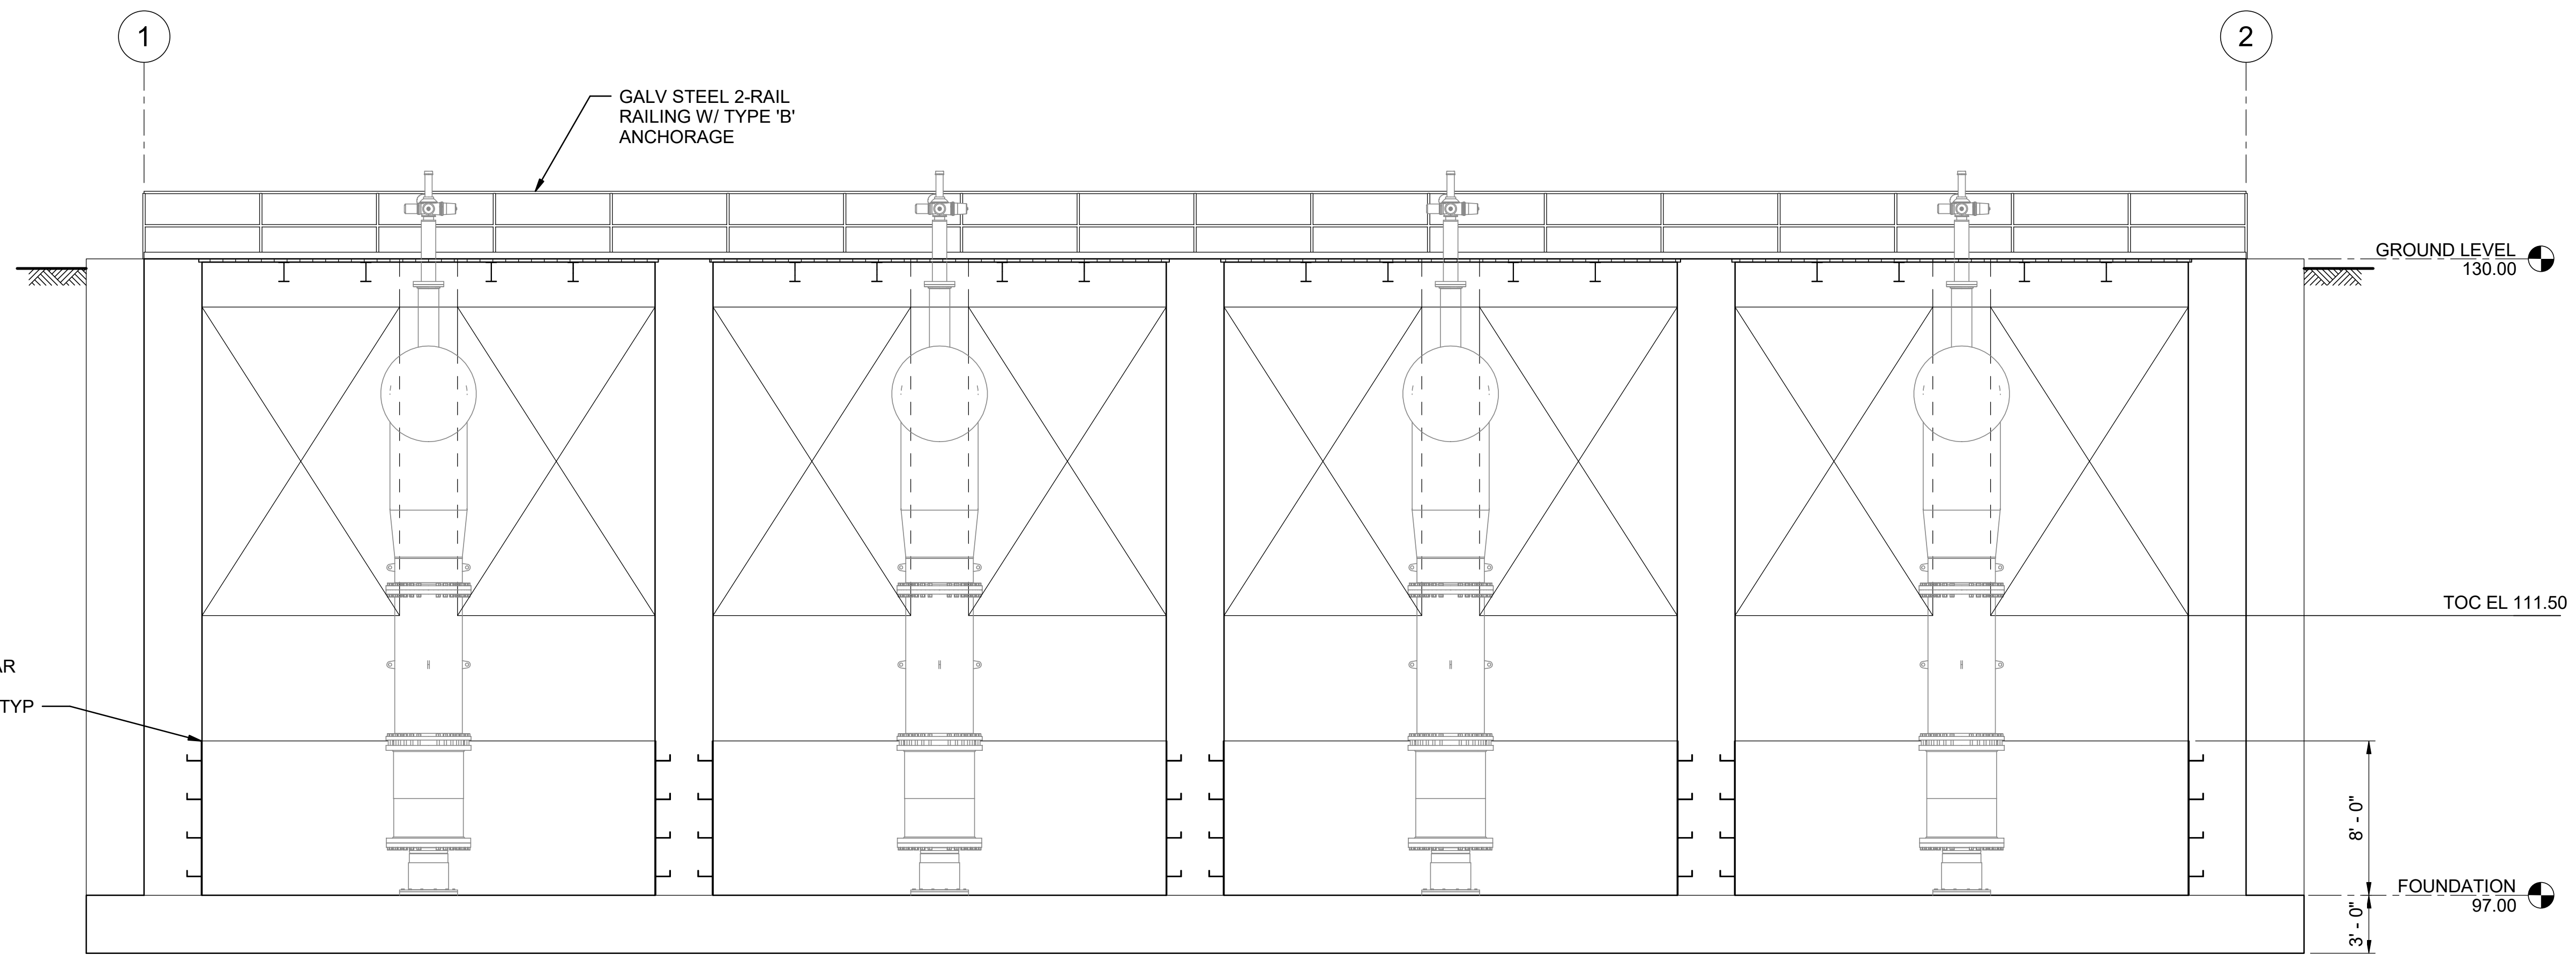 1
2
GALV STEEL 2-RAIL
RAILING W/ TYPE 'B'
ANCHORAGE
GROUND LEVEL
130.00
TOC EL 111.50
AR
TYP
8' - 0"
FOUNDATION
97.00
3' - 0"